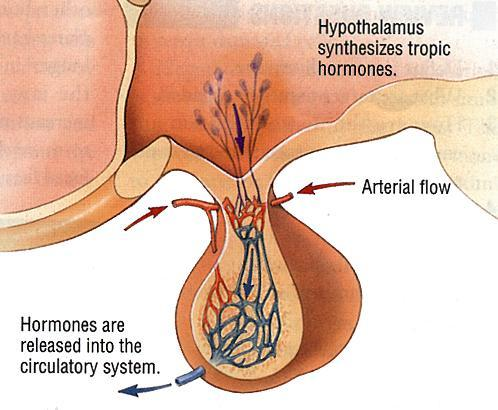 Hypothalamus
synthesizes tropic
hormones.
Arterial flow
Hormones are
released into the
circulatory system.